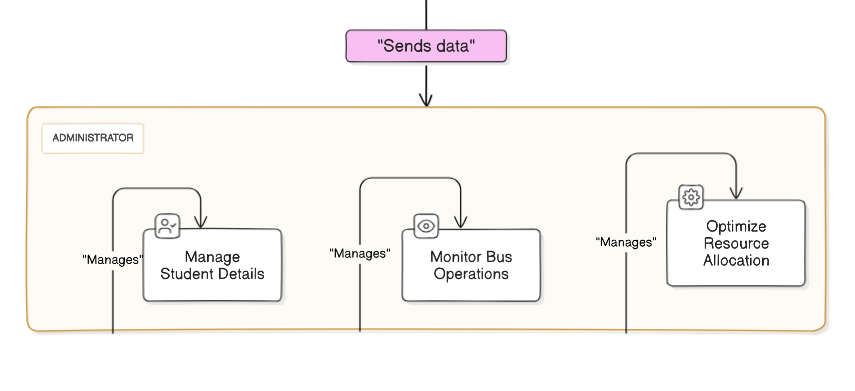 "Sends data"
ADMINISTRATOR
"Manages"
Manage
Student Details
"Manages"
Monitor Bus
Operations
"Manages"
Optimize
Resource
Allocation